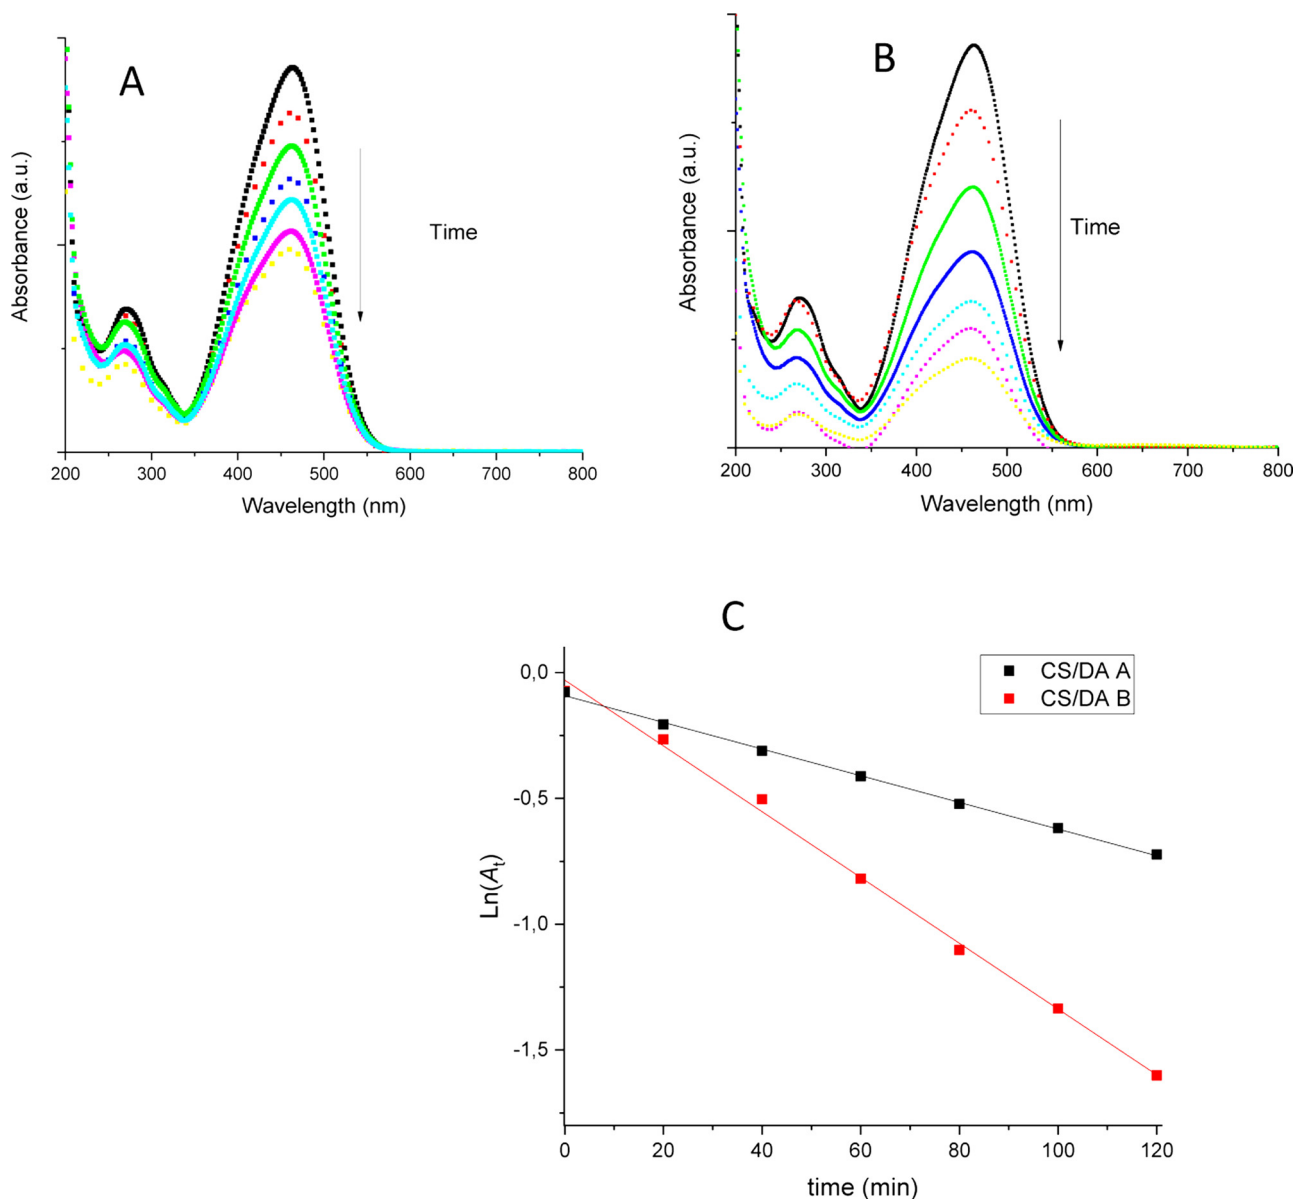 A
Absorbance (a.u.)
Time
200 300 400 500 600 700 800
Wavelength (nm)
B
Absorbance (a.u.)
Time
200 300 400 500 600 700 800
Wavelength (nm)
C
CS/DA A
CS/DA B
0,0
-0,5
-1,0
-1,5
Ln(Aₜ)
0 20 40 60 80 100 120
time (min)